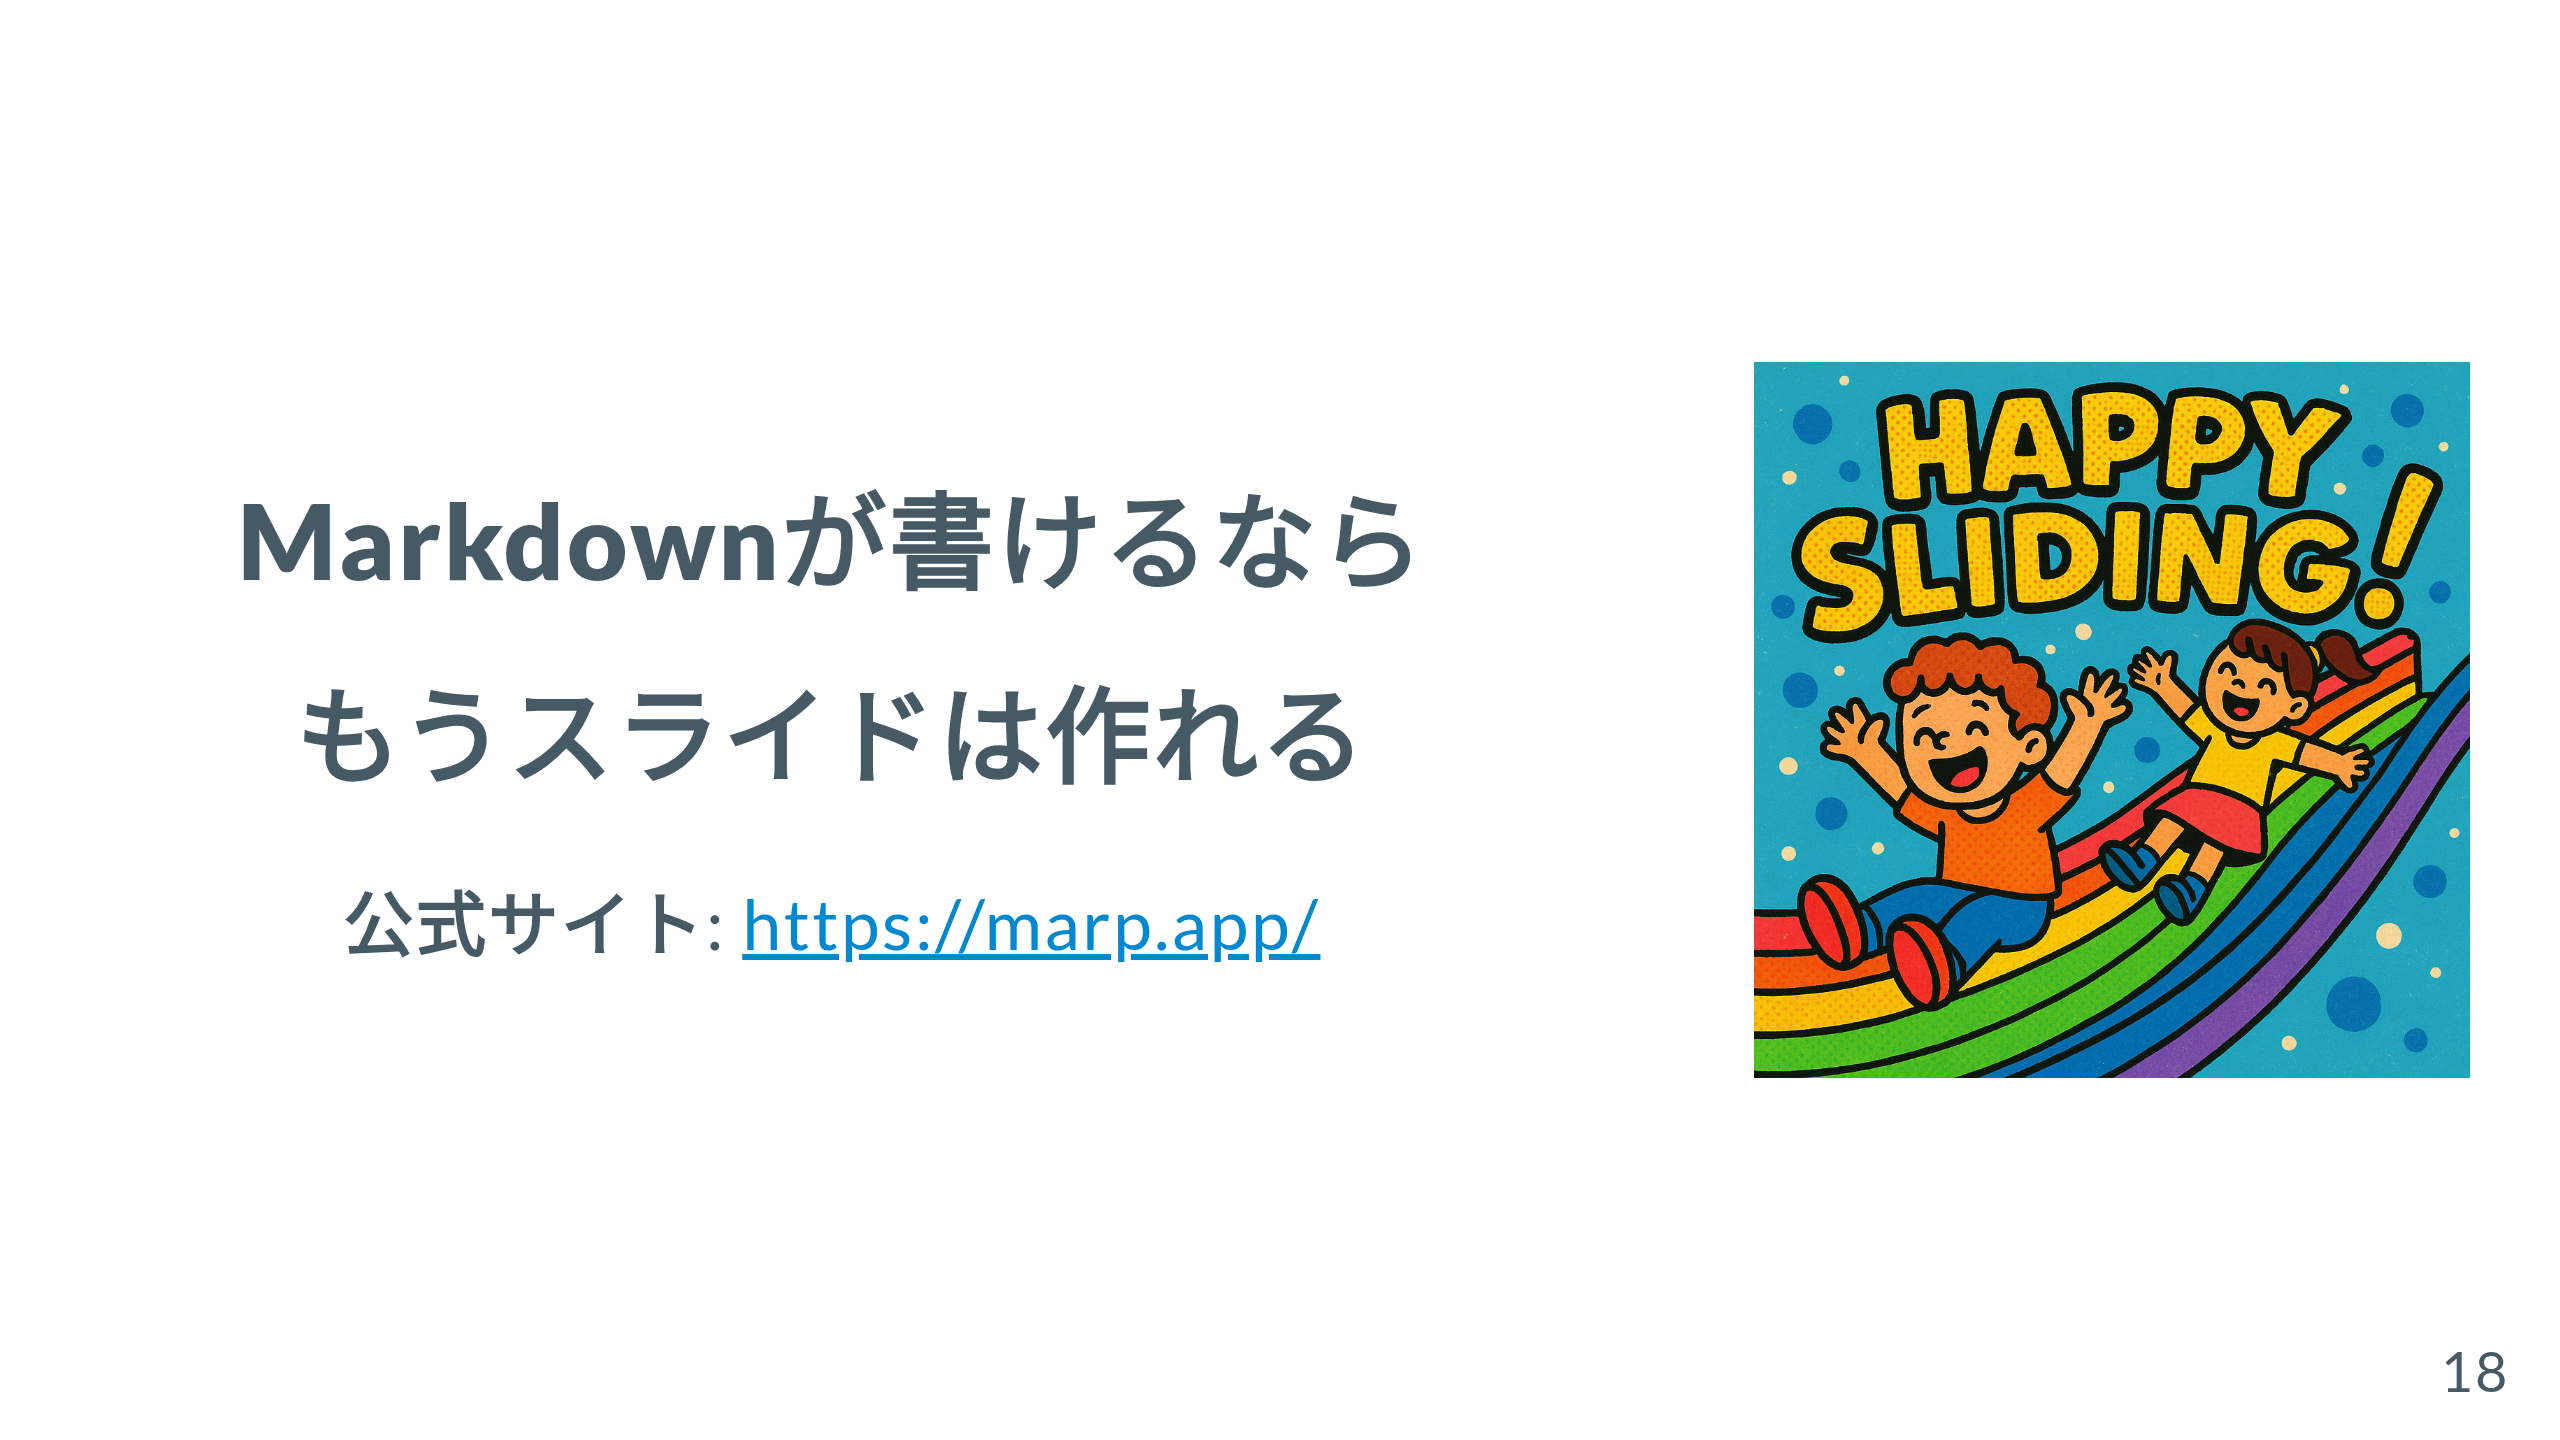 Markdownが書けるなら
もうスライドは作れる
公式サイト: https://marp.app/
HAPPY
SLIDING!
18